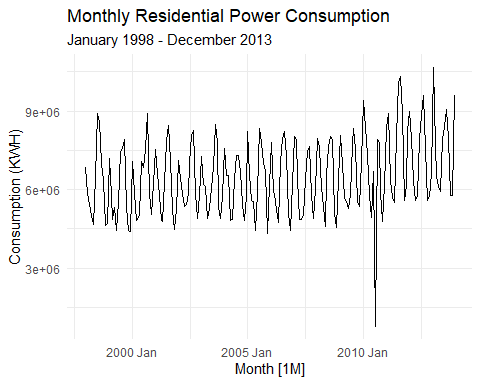 Monthly Residential Power Consumption
January 1998 - December 2013
Consumption (KWH)
9e+06
6e+06
3e+06
2000 Jan 2005 Jan 2010 Jan
Month [1M]